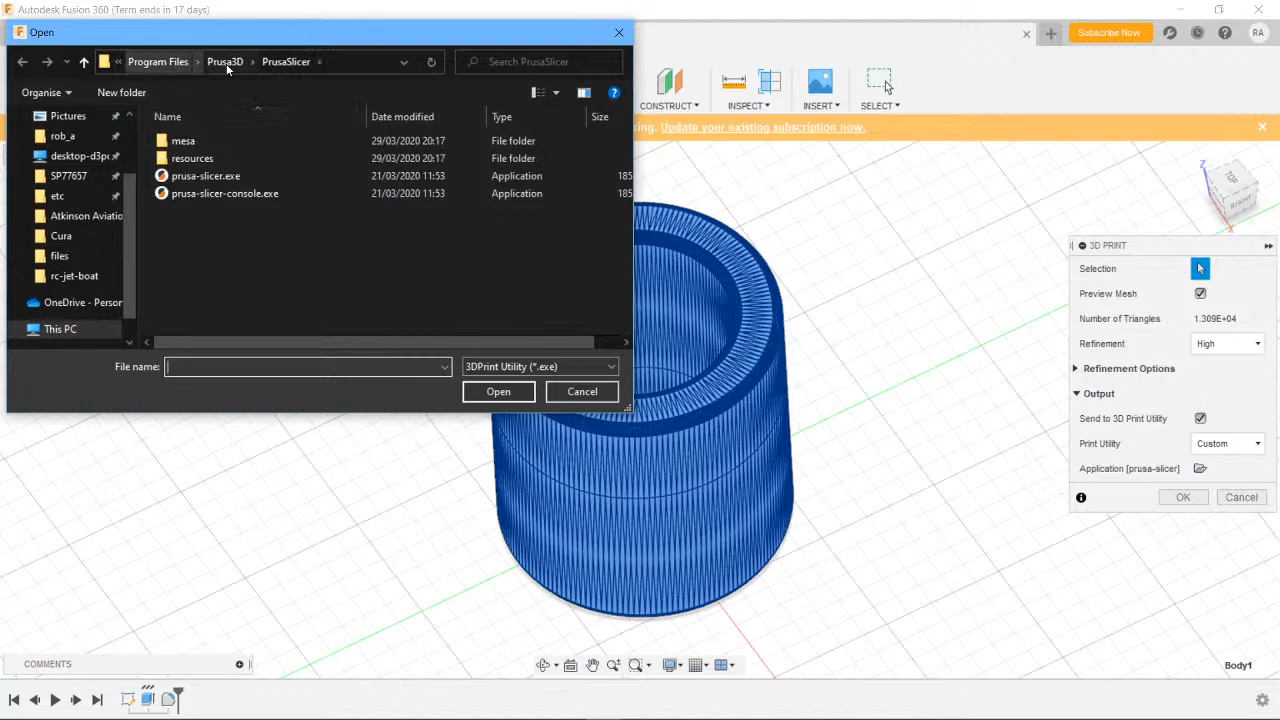 Autodesk Fusion 360 (Term ends in 17 days)
Open
Program Files
Prusa3D
PrusaSlicer
Search PrusaSlicer
Subscribe Now
RA
Organise
New folder
CONSTRUCT
INSPECT
INSERT
SELECT
ring. Update your existing subscription now.
Name
Date modified
Type
Size
Pictures
rob_a
SP77657
etc
Atkinson Aviatio
Cura
files
rc-jet-boat
OneDrive - Person
This PC
mesa
29/03/2020 20:17
File folder
resources
29/03/2020 20:17
File folder
prusa-slicer.exe
21/03/2020 11:53
Application
185
prusa-slicer-console.exe
21/03/2020 11:53
Application
185
File name:
3DPrint Utility (*.exe)
Open
Cancel
Z
TOP
RIGHT
3D PRINT
Selection
Preview Mesh
Number of Triangles
1.309E+04
Refinement
High
Refinement Options
Output
Send to 3D Print Utility
Print Utility
Custom
Application [prusa-slicer]
OK
Cancel
COMMENTS
Body1